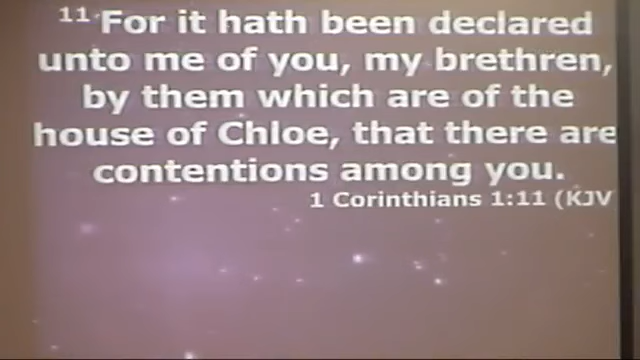 11 For it hath been declared
unto me of you, my brethren,
by them which are of the
house of Chloe, that there are
contentions among you.
1 Corinthians 1:11 (KJV